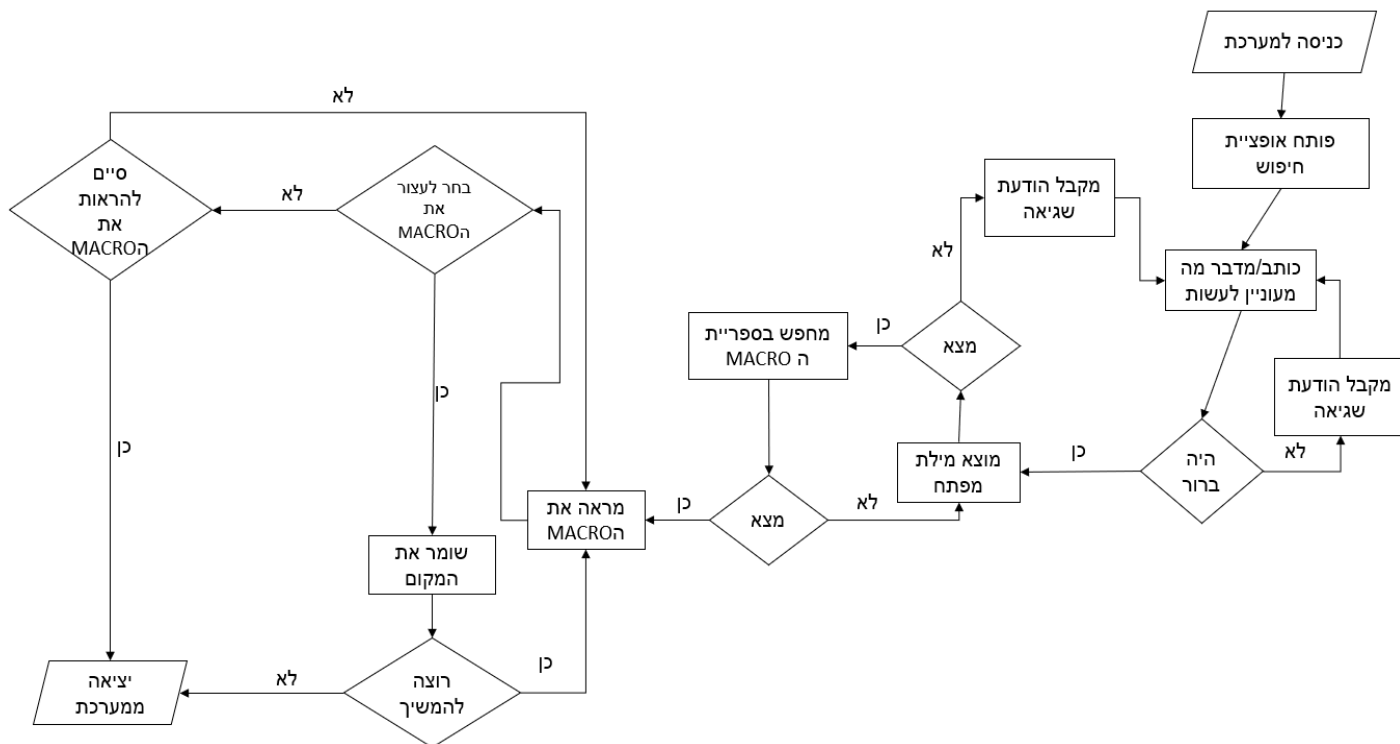 כניסה למערכת
פותח אופציית
חיפוש
כותב/מדבר מה
מעוניין לעשות
היה
ברור
לא
מקבל הודעת
שגיאה
כן
מוצא מילת
מפתח
מצא
לא
מקבל הודעת
שגיאה
כן
מחפש בספריית
ה MACRO
מצא
לא
כן
מראה את
הMACRO
בחר לעצור
את
הMACRO
כן
שומר את
המקום
רוצה
להמשיך
כן
לא
לא
סיים
להראות
את
הMACRO
לא
כן
יציאה
ממערכת